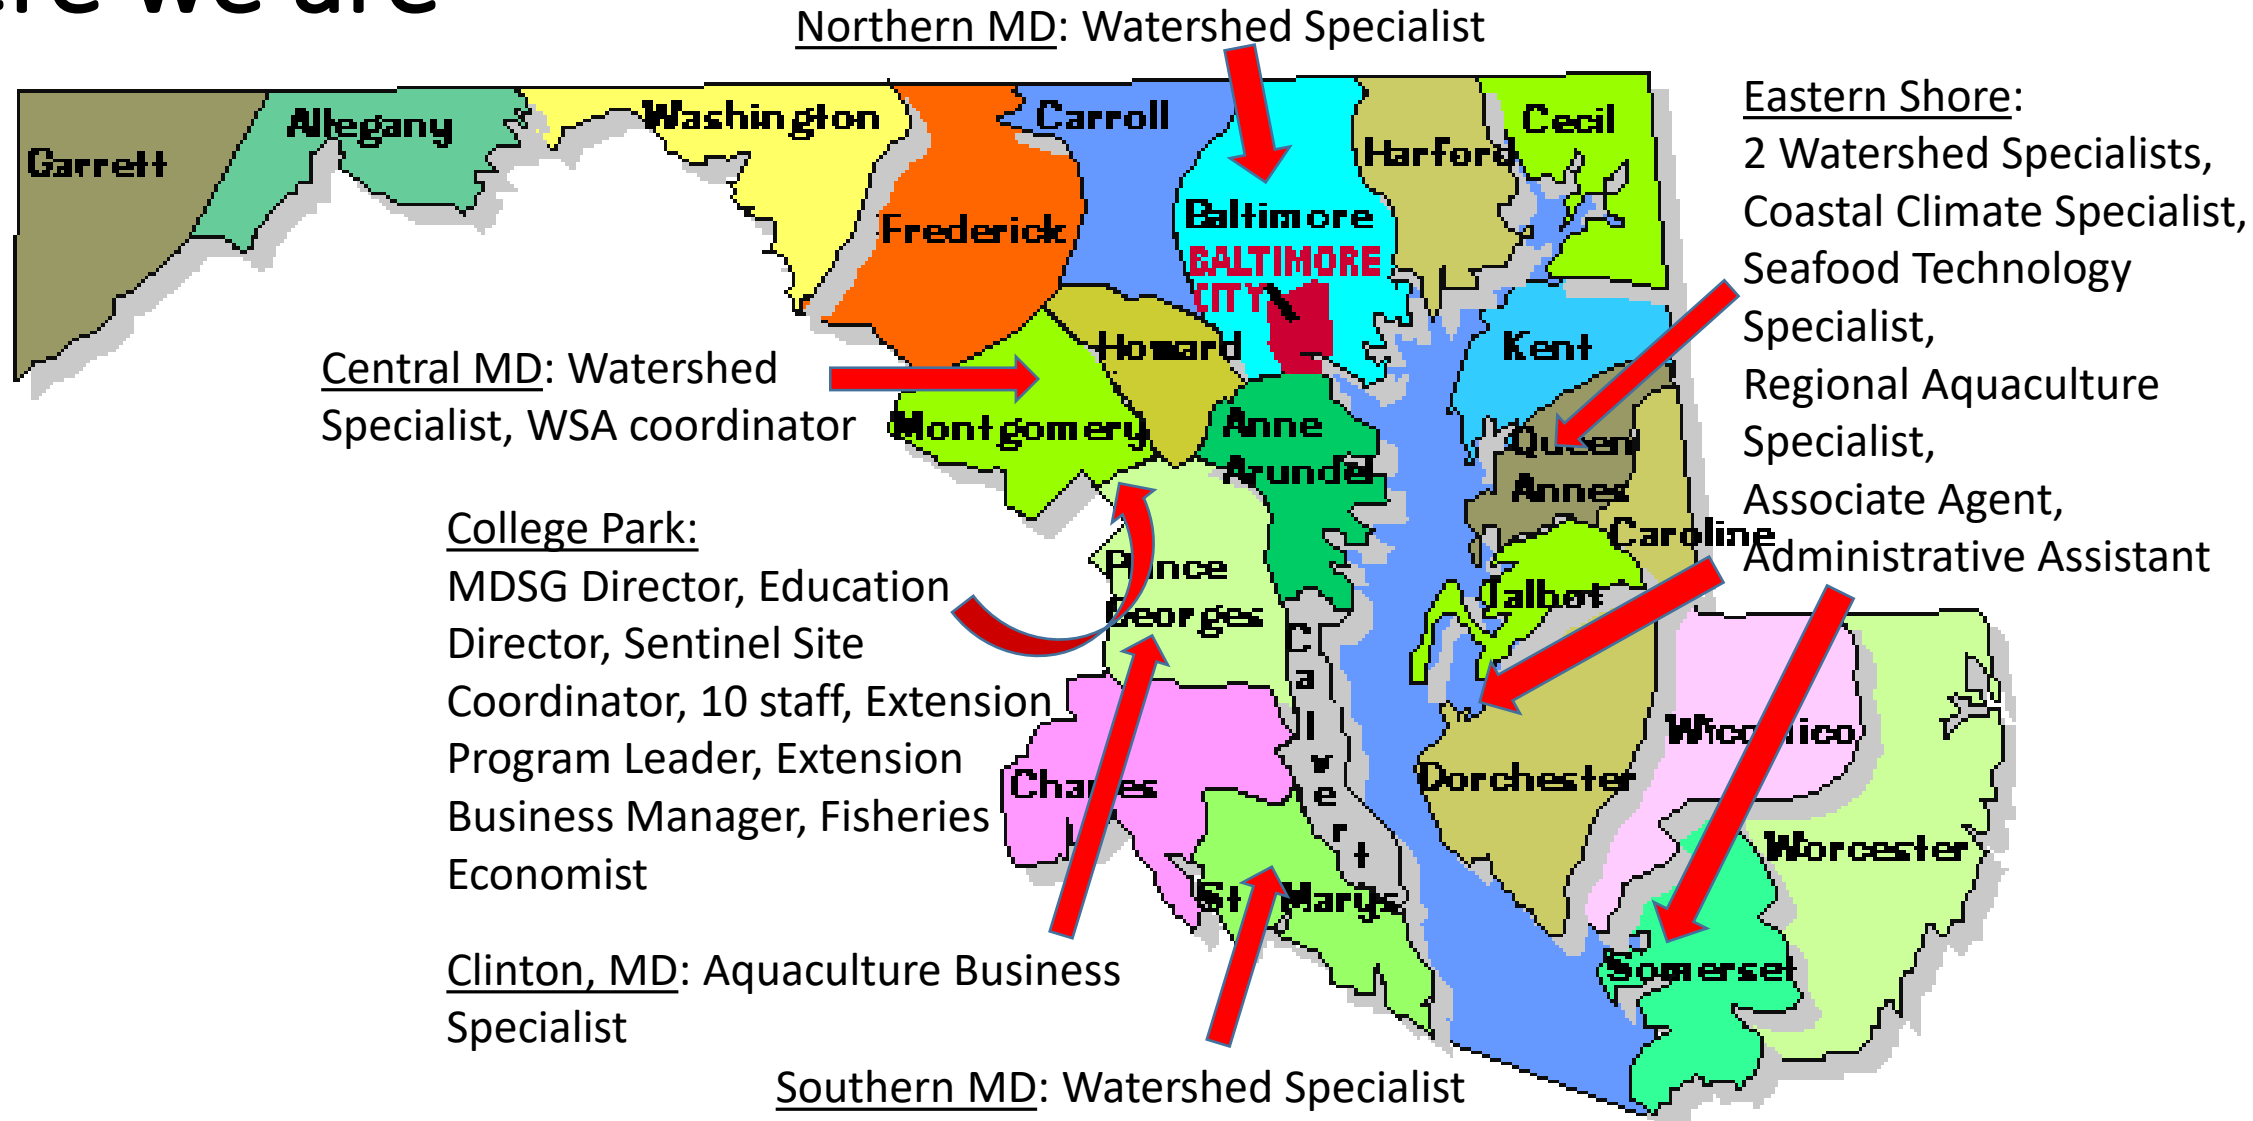 we are
Northern MD: Watershed Specialist
Eastern Shore:
2 Watershed Specialists,
Coastal Climate Specialist,
Seafood Technology
Specialist,
Regional Aquaculture
Specialist,
Associate Agent,
Administrative Assistant
Garrett
Allegany
Washington
Frederick
Carroll
Baltimore
BALTIMORE
CITY
Harford
Cecil
Howard
Kent
Central MD: Watershed
Specialist, WSA coordinator
Montgomery
Anne
Arundel
Queen
Annes
Caroline
Talbot
College Park:
MDSG Director, Education
Director, Sentinel Site
Coordinator, 10 staff, Extension
Program Leader, Extension
Business Manager, Fisheries
Economist
Prince
Georges
Calvert
Charles
St Marys
Dorchester
Wicomico
Worcester
Somerset
Clinton, MD: Aquaculture Business
Specialist
Southern MD: Watershed Specialist